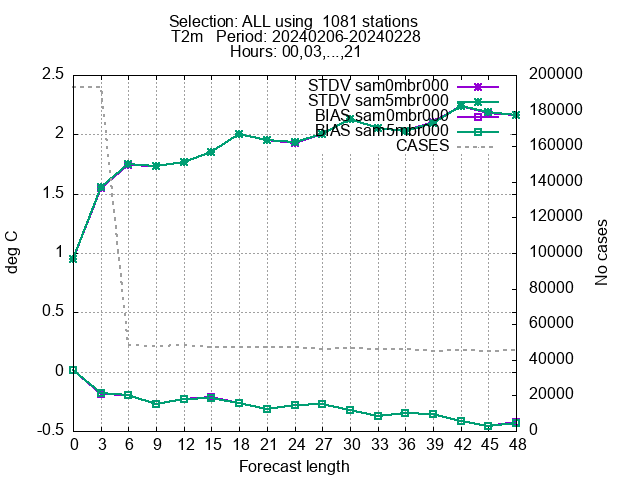 Selection: ALL using  1081 stations
T2m   Period: 20240206-20240228
Hours: 00,03,...,21
STDV sam0mbr000
STDV sam5mbr000
BIAS sam0mbr000
BIAS sam5mbr000
CASES
2.5
2
1.5
1
0.5
0
-0.5
deg C
200000
180000
160000
140000
120000
100000
80000
60000
40000
20000
0
No cases
0 3 6 9 12 15 18 21 24 27 30 33 36 39 42 45 48
Forecast length